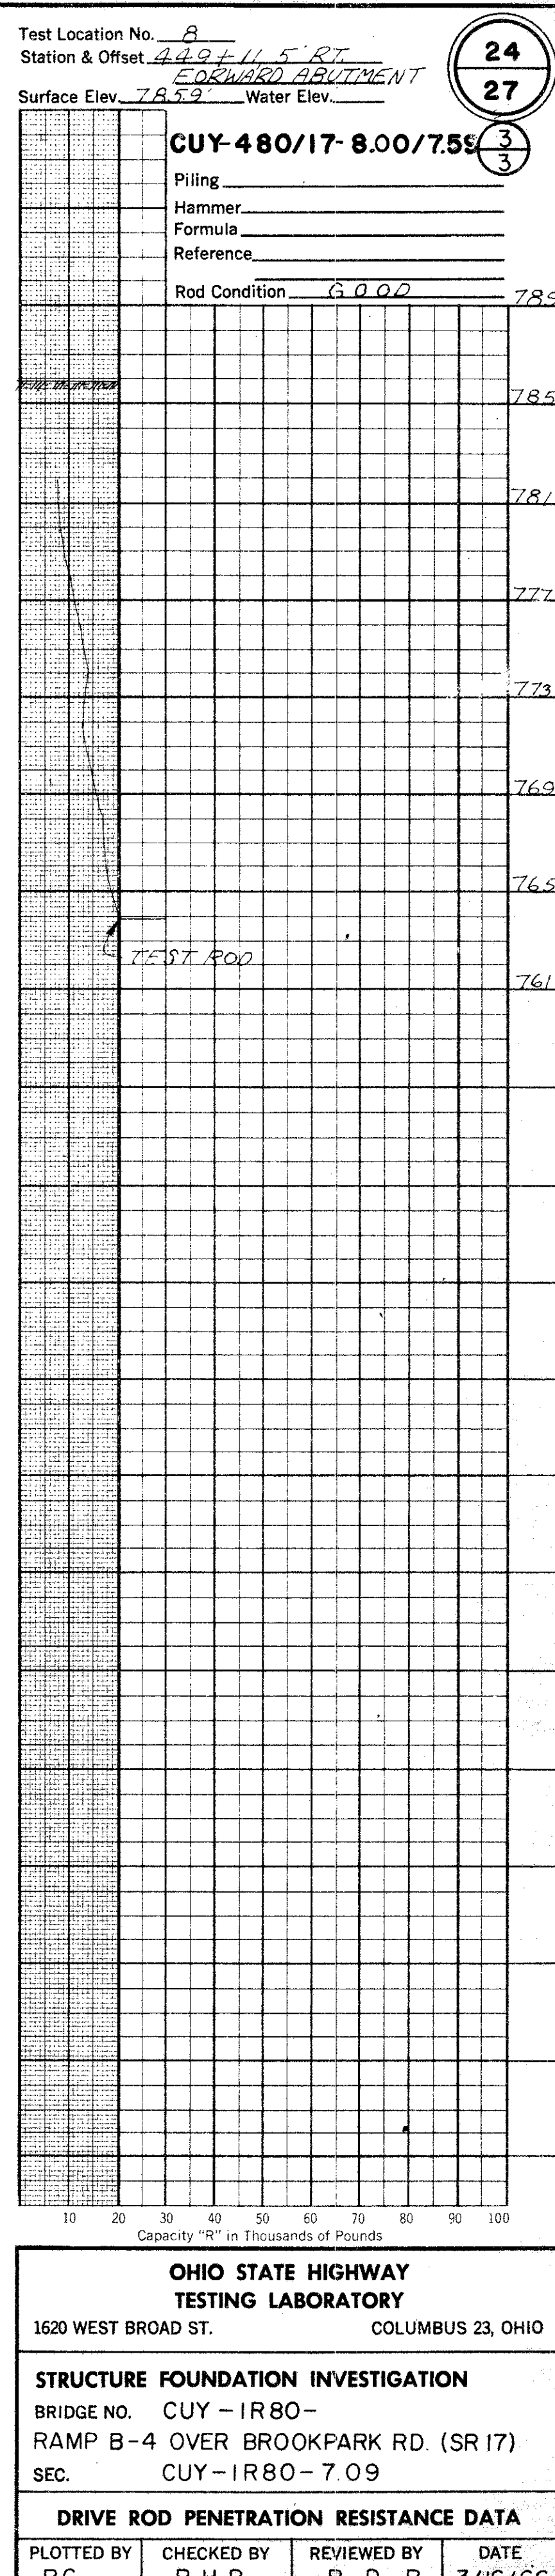 Test Location No. 8
Station & Offset 449+11, 5' RT.
FORWARD ABUTMENT
Surface Elev. 785.9' Water Elev.
24
27
CUY-480/17-8.00/7.59
3
3
Piling
Hammer
Formula
Reference
Rod Condition GOOD
789
785
781
777
773
769
765
TEST ROD
761
10 20 30 40 50 60 70 80 90 100
Capacity "R" in Thousands of Pounds
OHIO STATE HIGHWAY
TESTING LABORATORY
1620 WEST BROAD ST. COLUMBUS 23, OHIO
STRUCTURE FOUNDATION INVESTIGATION
BRIDGE NO. CUY-IR80-
RAMP B-4 OVER BROOKPARK RD. (SR 17)
SEC. CUY-IR80-7.09
DRIVE ROD PENETRATION RESISTANCE DATA
PLOTTED BY CHECKED BY REVIEWED BY DATE